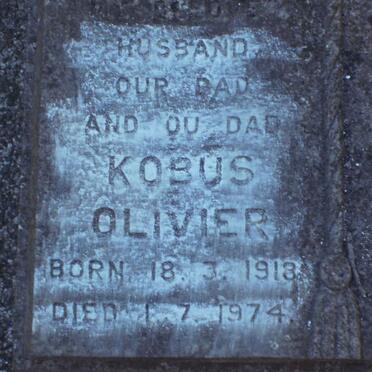 HUSBAND
OUR DAD
AND OU DAD
KOBUS
OLIVIER
BORN 18. 3. 1918
DIED 1. 7. 1974.